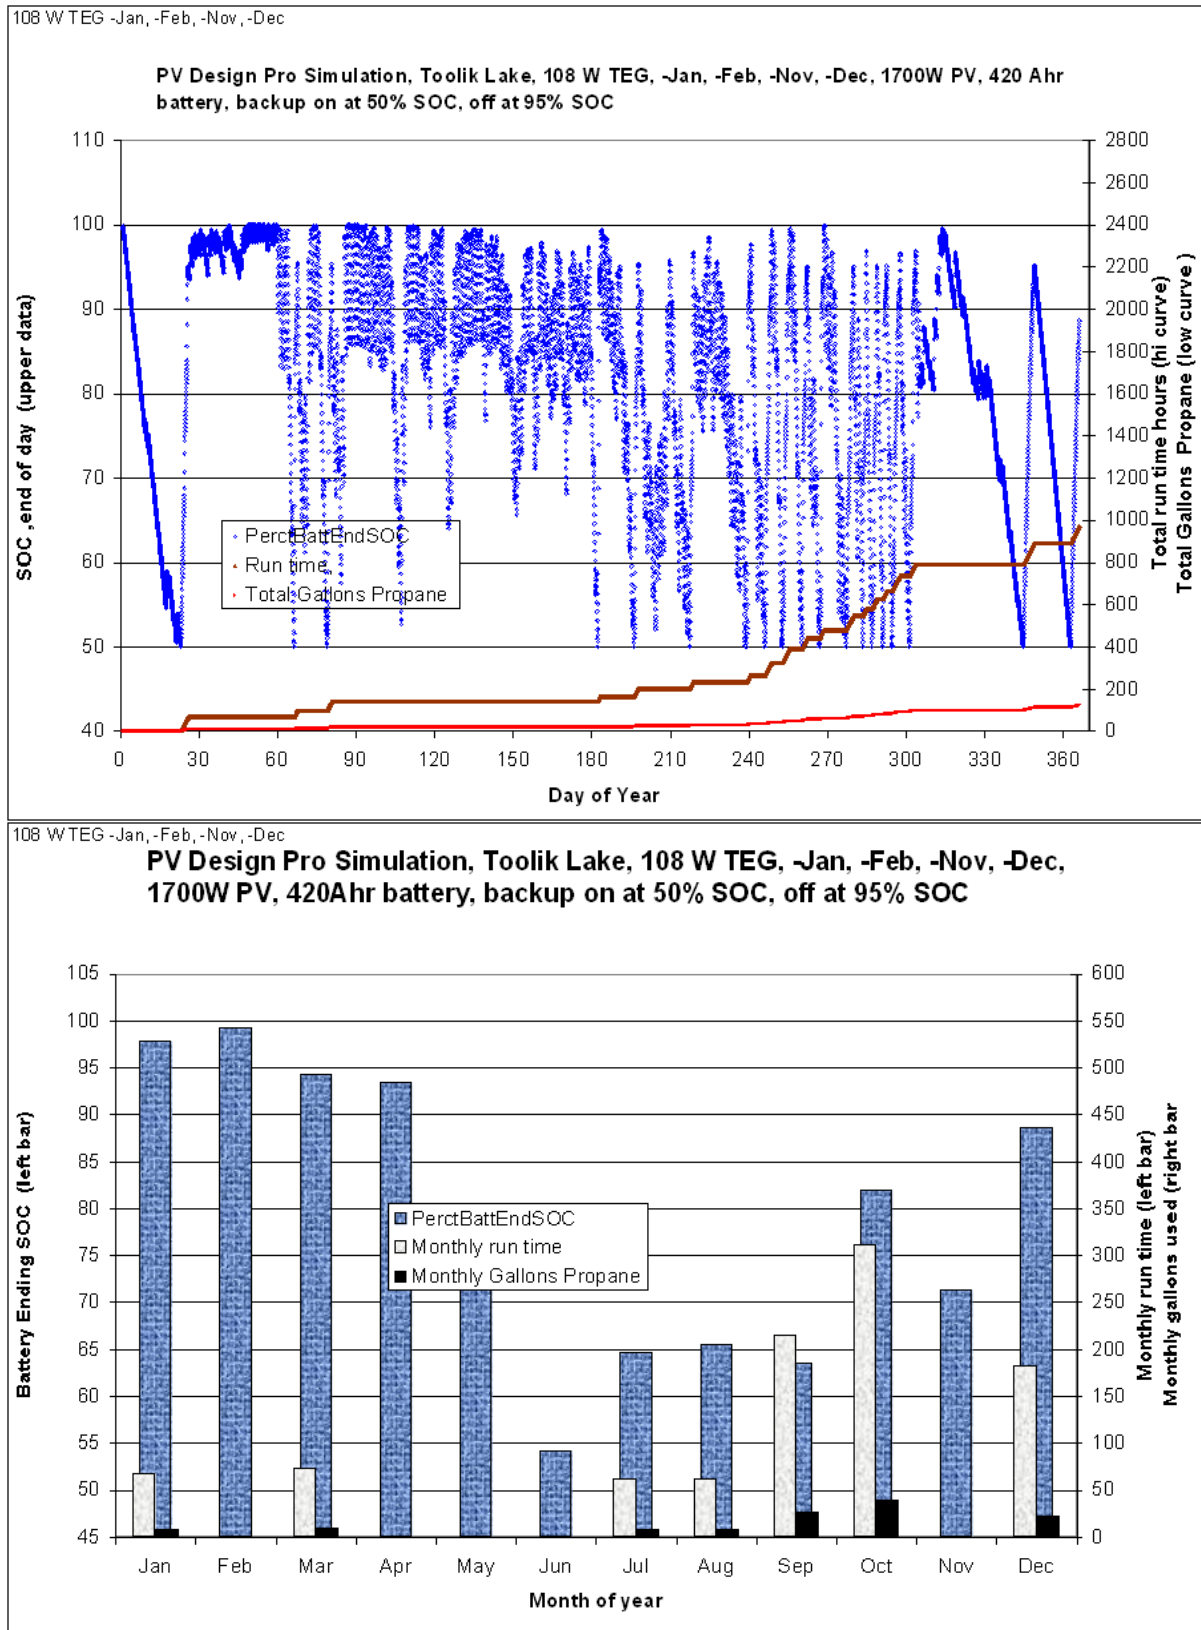 108 W TEG -Jan, -Feb, -Nov, -Dec
PV Design Pro Simulation, Toolik Lake, 108 W TEG, -Jan, -Feb, -Nov, -Dec, 1700W PV, 420 Ahr
battery, backup on at 50% SOC, off at 95% SOC
110
100
90
80
70
60
50
40
SOC ,end of day (upper data)
2800
2600
2400
2200
2000
1800
1600
1400
1200
1000
800
600
400
200
0
Total run time hours (hi curve)
Total Gallons Propane (low curve )
PerctBattEndSOC
Run time
Total Gallons Propane
0 30 60 90 120 150 180 210 240 270 300 330 360
Day of Year
108 W TEG -Jan, -Feb, -Nov, -Dec
PV Design Pro Simulation, Toolik Lake, 108 W TEG, -Jan, -Feb, -Nov, -Dec,
1700W PV, 420Ahr battery, backup on at 50% SOC, off at 95% SOC
105
100
95
90
85
80
75
70
65
60
55
50
45
Battery Ending SOC (left bar)
600
550
500
450
400
350
300
250
200
150
100
50
0
Monthly run time (left bar)
Monthly gallons used (right bar
PerctBattEndSOC
Monthly run time
Monthly Gallons Propane
Jan Feb Mar Apr May Jun Jul Aug Sep Oct Nov Dec
Month of year